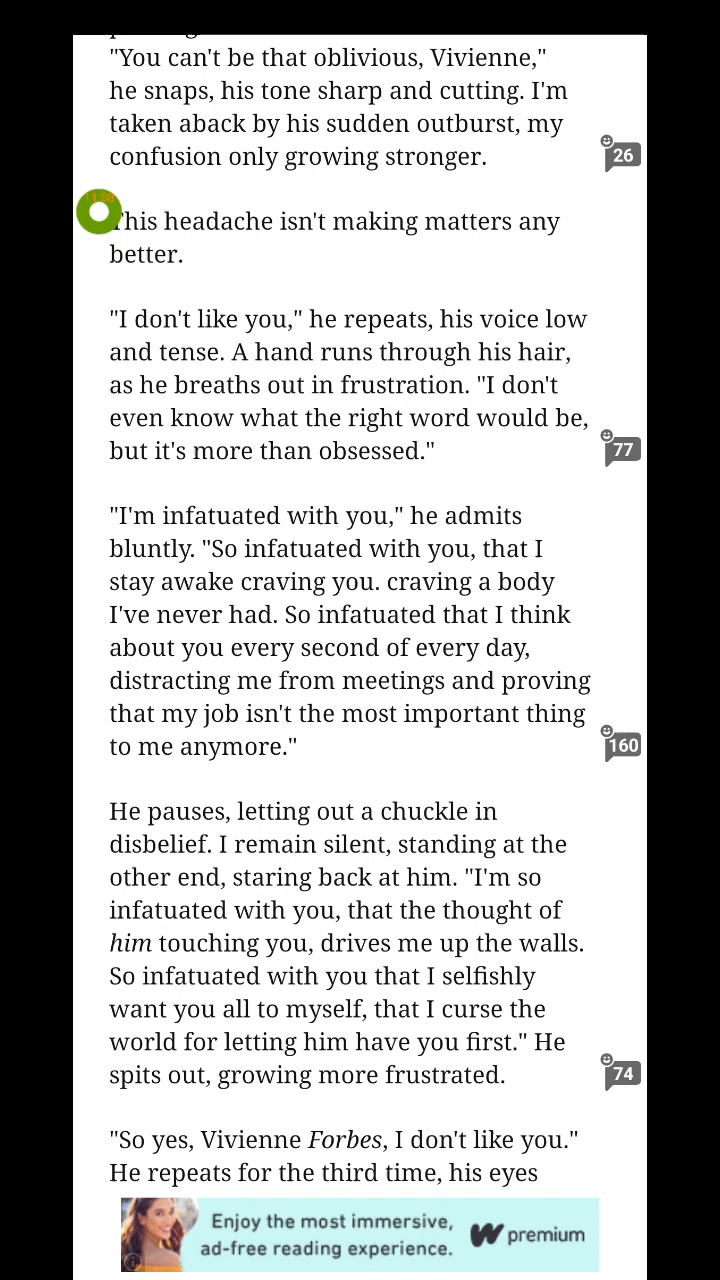 "You can't be that oblivious, Vivienne,"
he snaps, his tone sharp and cutting. I'm
taken aback by his sudden outburst, my
confusion only growing stronger.
26
This headache isn't making matters any
better.
"I don't like you," he repeats, his voice low
and tense. A hand runs through his hair,
as he breaths out in frustration. "I don't
even know what the right word would be,
but it's more than obsessed."
77
"I'm infatuated with you," he admits
bluntly. "So infatuated with you, that I
stay awake craving you. craving a body
I've never had. So infatuated that I think
about you every second of every day,
distracting me from meetings and proving
that my job isn't the most important thing
to me anymore."
160
He pauses, letting out a chuckle in
disbelief. I remain silent, standing at the
other end, staring back at him. "I'm so
infatuated with you, that the thought of
him touching you, drives me up the walls.
So infatuated with you that I selfishly
want you all to myself, that I curse the
world for letting him have you first." He
spits out, growing more frustrated.
74
"So yes, Vivienne Forbes, I don't like you."
He repeats for the third time, his eyes
Enjoy the most immersive,
ad-free reading experience.
premium